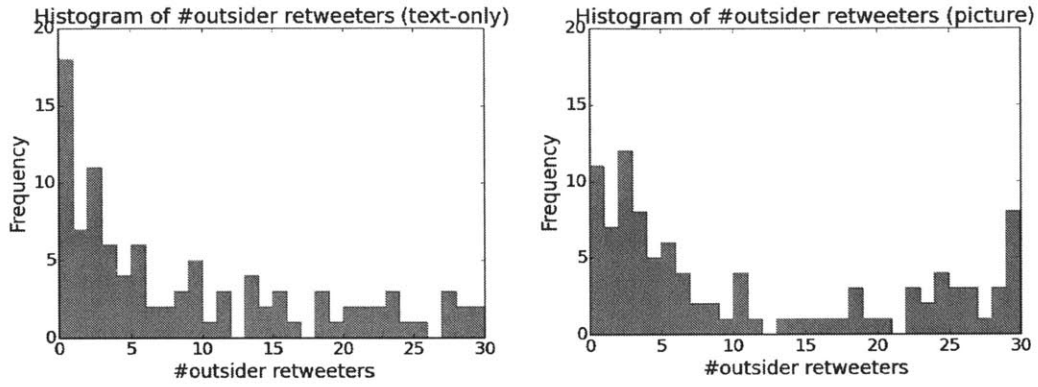 Histogram of #outsider retweeters (text-only)
20
15
10
5
0
Frequency
0 5 10 15 20 25 30
#outsider retweeters
Histogram of #outsider retweeters (picture)
20
15
10
5
0
Frequency
0 5 10 15 20 25 30
#outsider retweeters